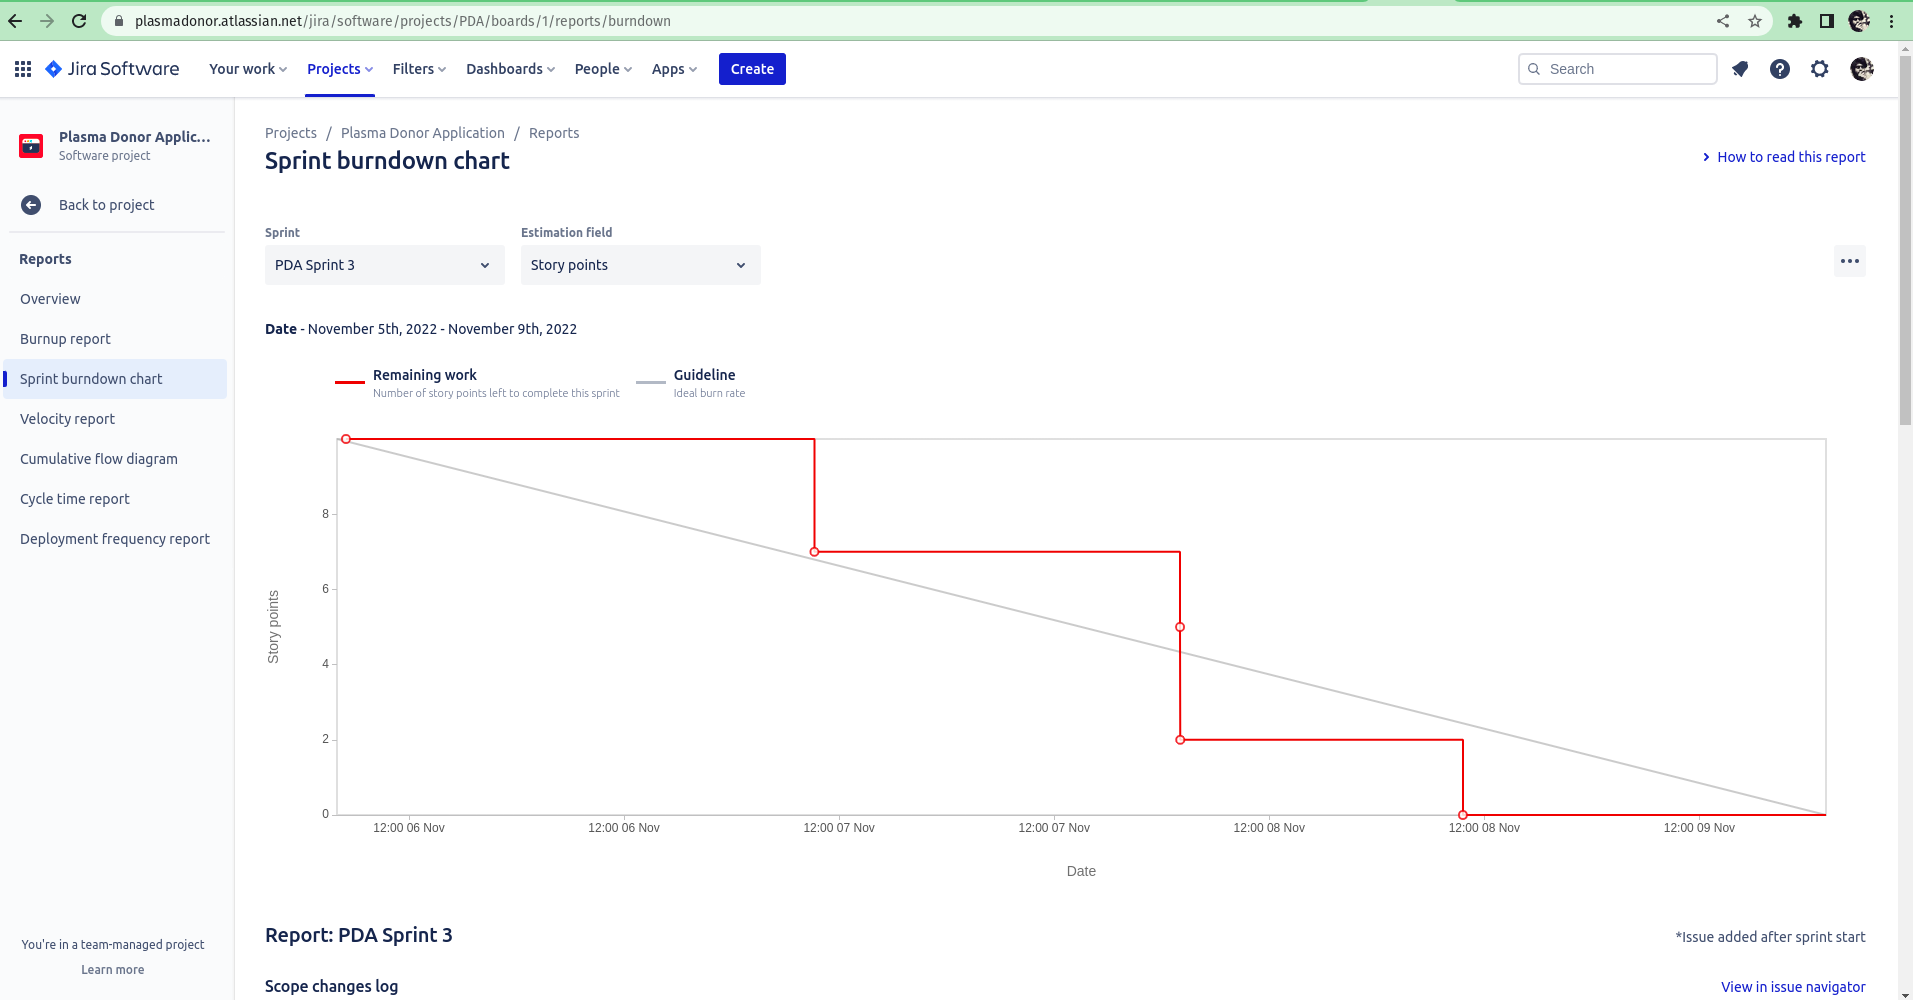 plasmadonor.atlassian.net/jira/software/projects/PDA/boards/1/reports/burndown
Jira Software
Your work
Projects
Filters
Dashboards
People
Apps
Create
Search
Plasma Donor Applic...
Software project
Back to project
Reports
Overview
Burnup report
Sprint burndown chart
Velocity report
Cumulative flow diagram
Cycle time report
Deployment frequency report
You're in a team-managed project
Learn more
Projects / Plasma Donor Application / Reports
Sprint burndown chart
How to read this report
Sprint
PDA Sprint 3
Estimation field
Story points
Date - November 5th, 2022 - November 9th, 2022
Remaining work
Number of story points left to complete this sprint
Guideline
Ideal burn rate
Story points
8
6
4
2
0
12:00 06 Nov
12:00 06 Nov
12:00 07 Nov
12:00 07 Nov
12:00 08 Nov
12:00 08 Nov
12:00 09 Nov
Date
Report: PDA Sprint 3
*Issue added after sprint start
Scope changes log
View in issue navigator